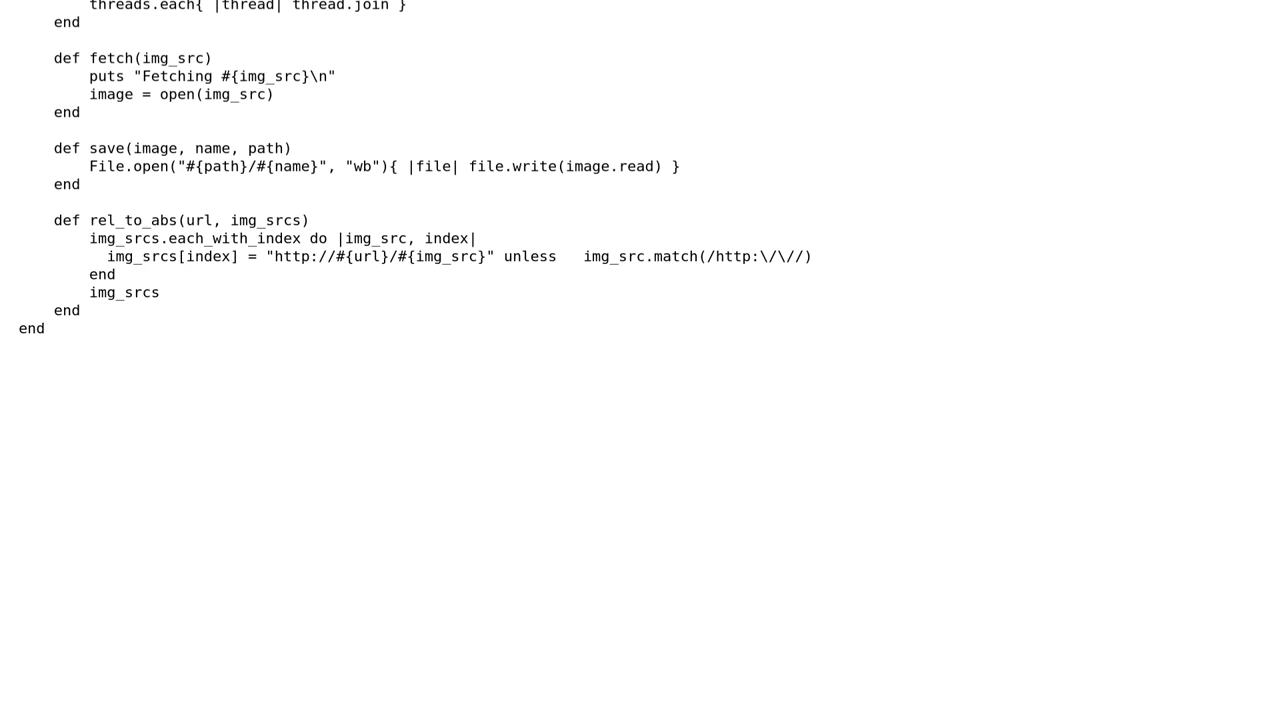 threads.each{ |thread| thread.join }
    end

    def fetch(img_src)
        puts "Fetching #{img_src}\n"
        image = open(img_src)
    end

    def save(image, name, path)
        File.open("#{path}/#{name}", "wb"){ |file| file.write(image.read) }
    end

    def rel_to_abs(url, img_srcs)
        img_srcs.each_with_index do |img_src, index|
          img_srcs[index] = "http://#{url}/#{img_src}" unless   img_src.match(/http:\/\//)
        end
        img_srcs
    end
end